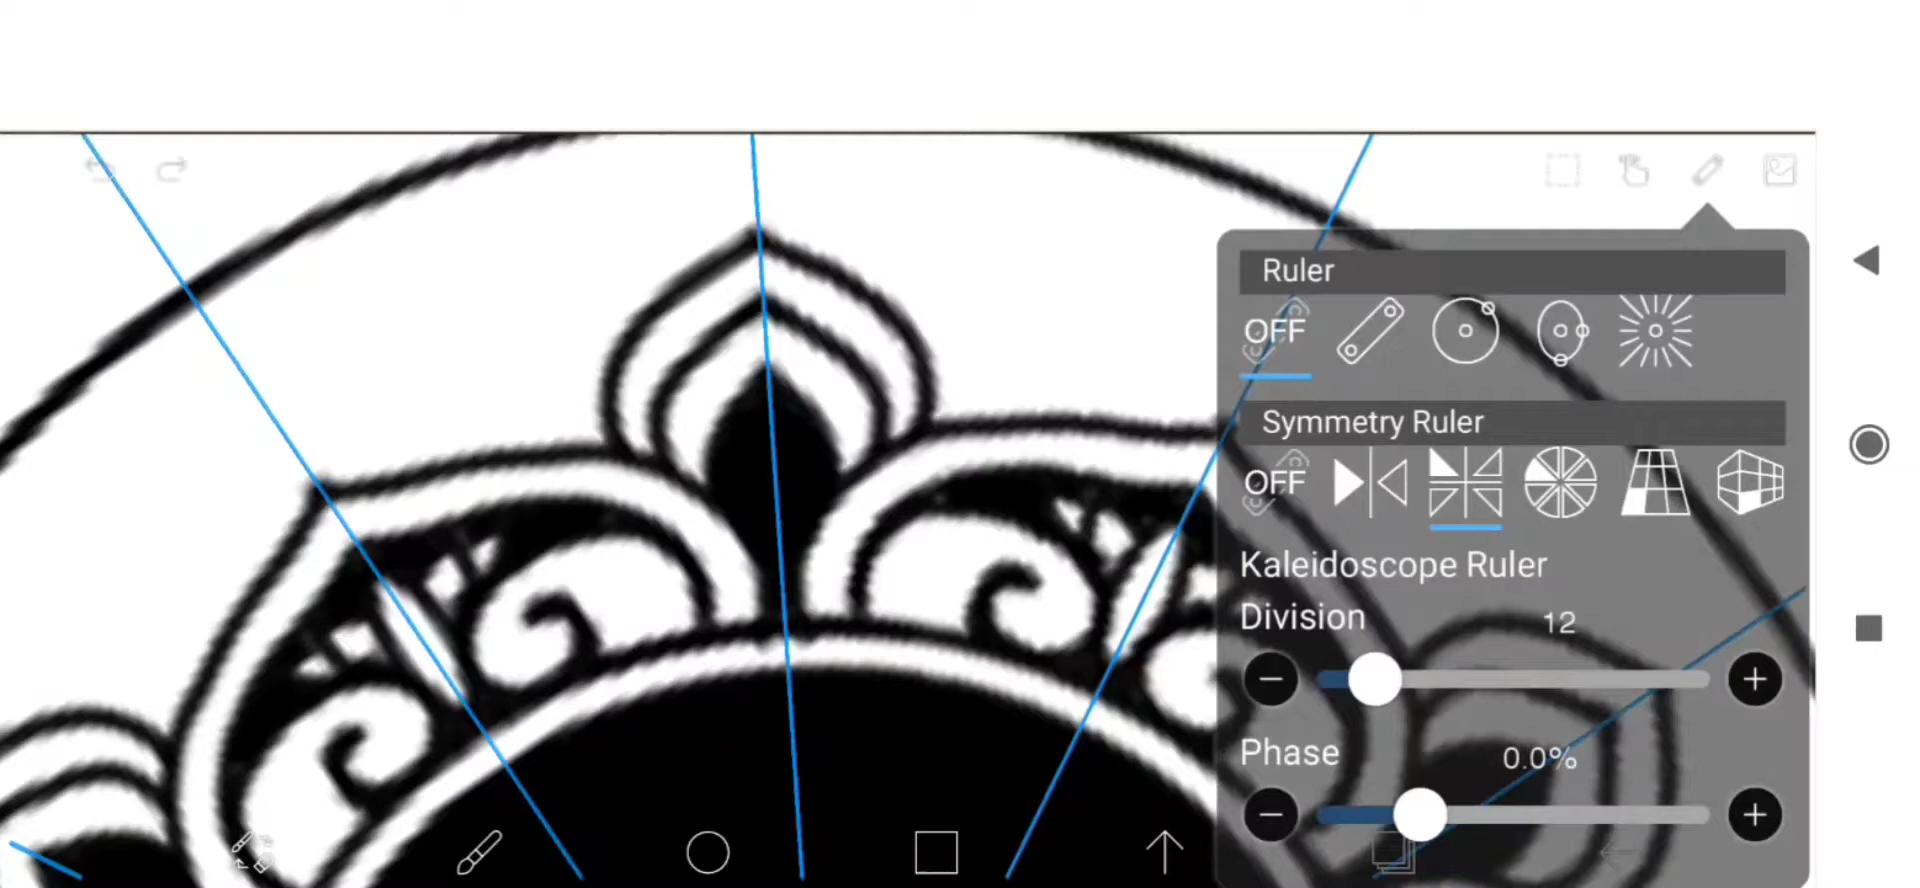 Ruler
OFF
Symmetry Ruler
OFF
Kaleidoscope Ruler
Division 12
Phase 0.0%